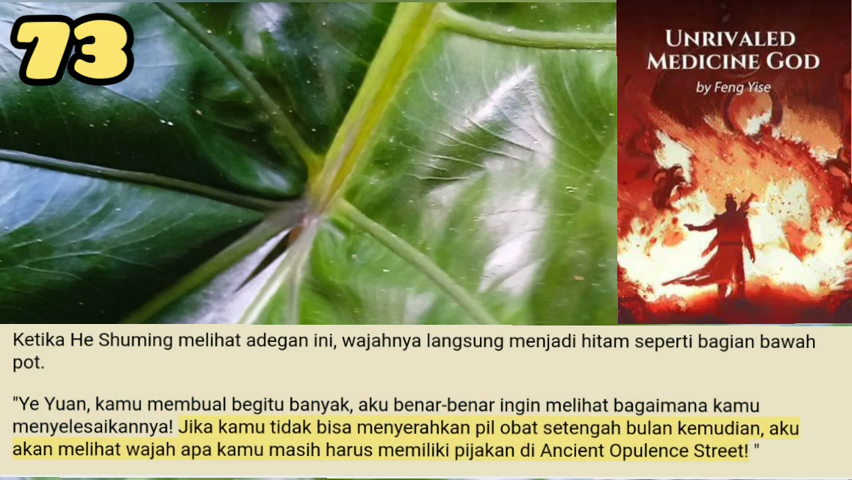 73
UNRIVALED
MEDICINE GOD
by Feng Yise
Ketika He Shuming melihat adegan ini, wajahnya langsung menjadi hitam seperti bagian bawah
pot.
"Ye Yuan, kamu membual begitu banyak, aku benar-benar ingin melihat bagaimana kamu
menyelesaikannya! Jika kamu tidak bisa menyerahkan pil obat setengah bulan kemudian, aku
akan melihat wajah apa kamu masih harus memiliki pijakan di Ancient Opulence Street! "